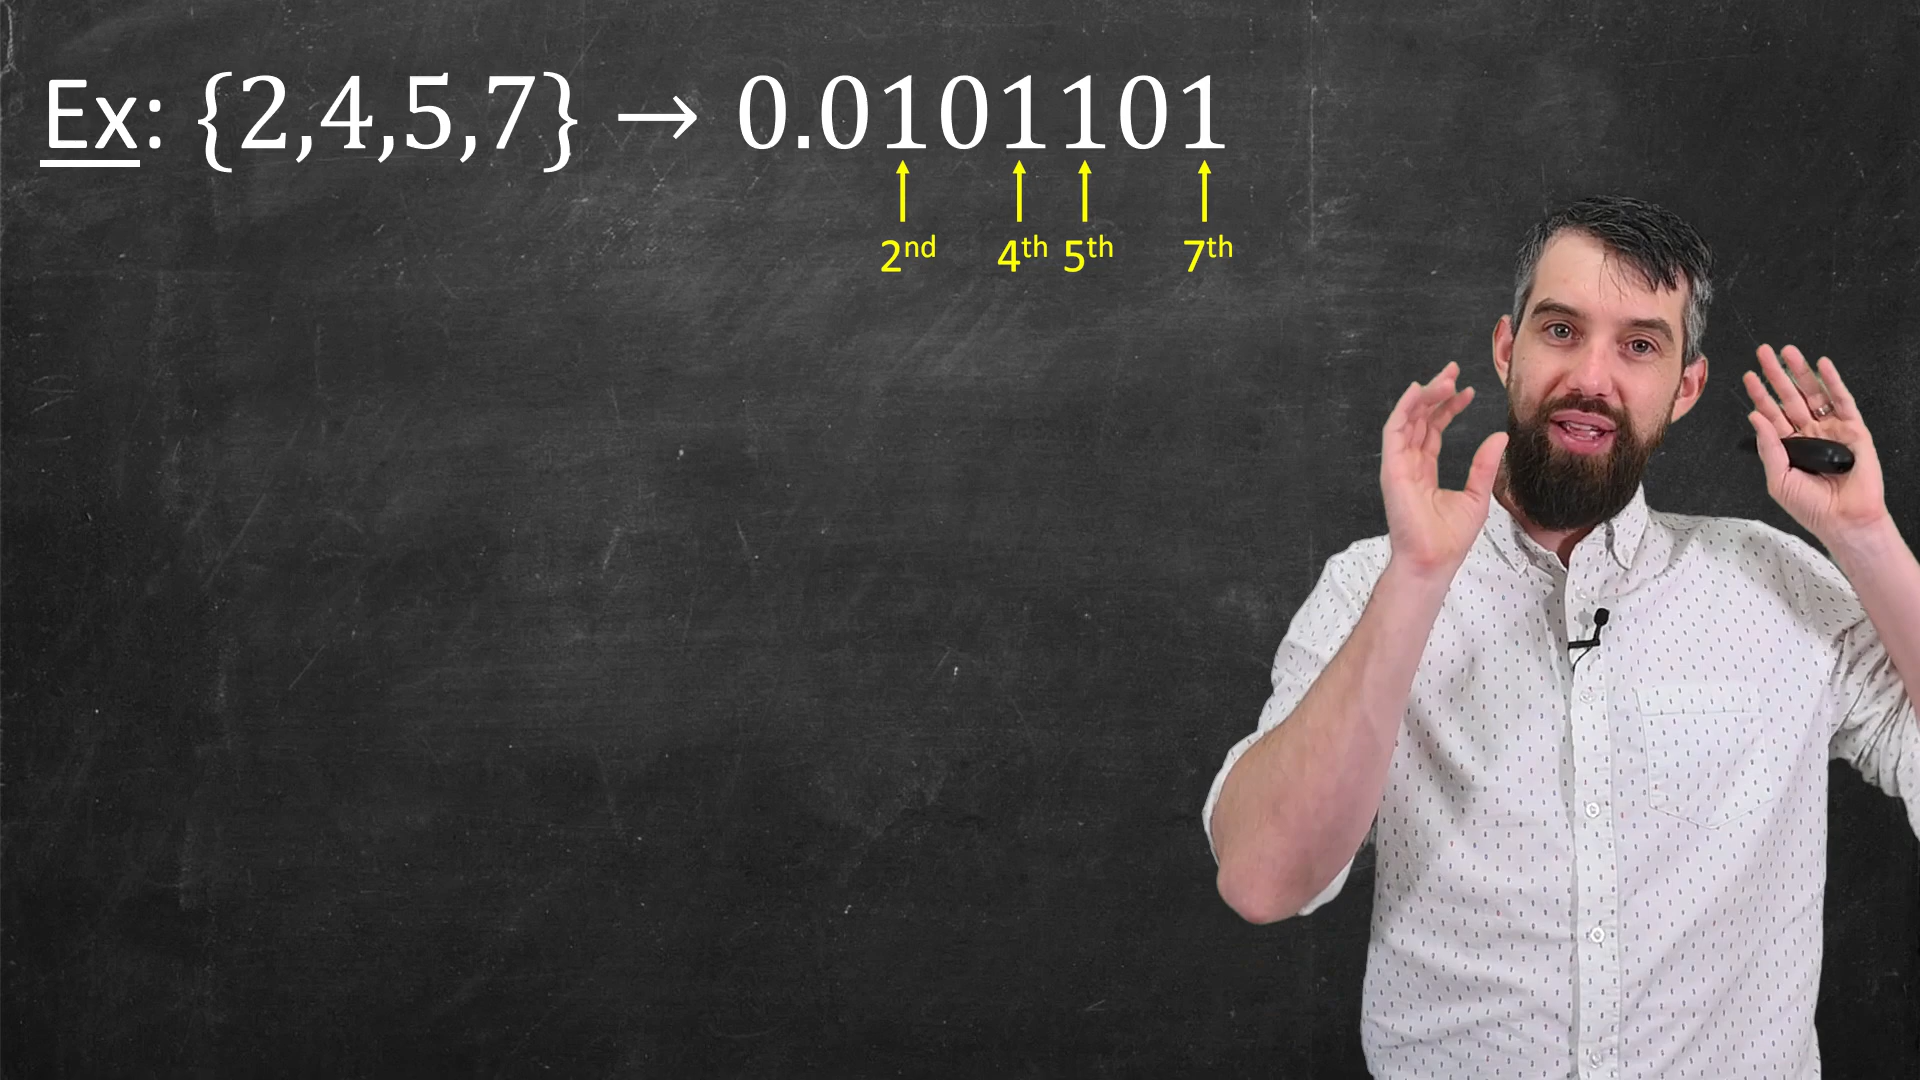 Ex: {2,4,5,7} → 0.0101101
2nd 4th 5th 7th